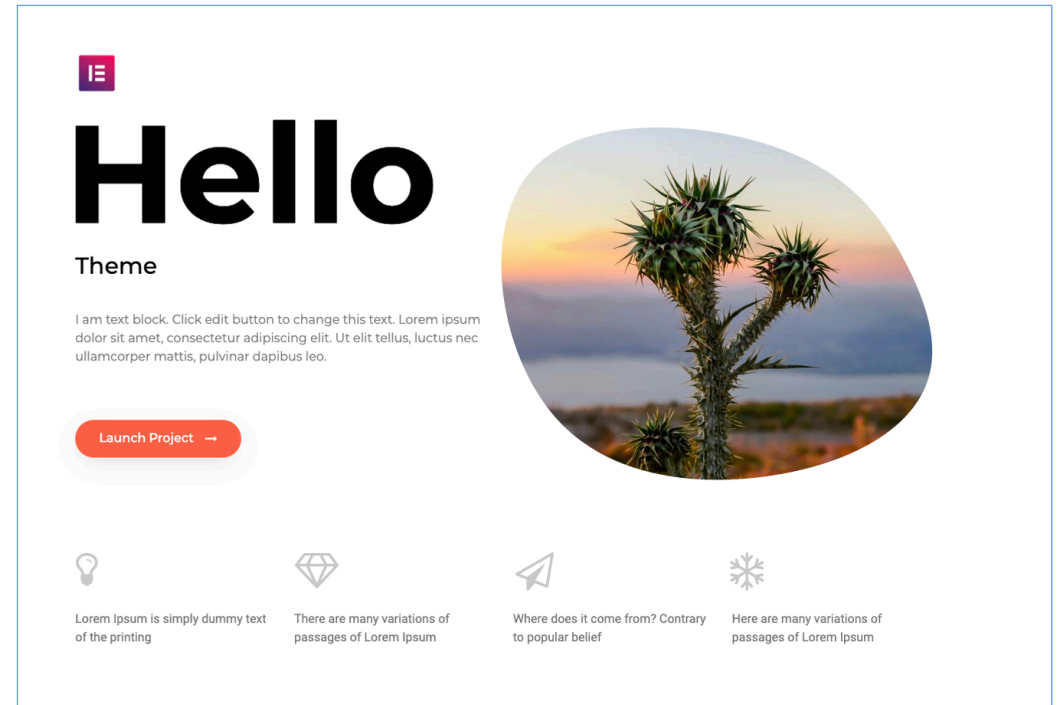 Hello
Theme
I am text block. Click edit button to change this text. Lorem ipsum
dolor sit amet, consectetur adipiscing elit. Ut elit tellus, luctus nec
ullamcorper mattis, pulvinar dapibus leo.
Launch Project →
Lorem Ipsum is simply dummy text
of the printing
There are many variations of
passages of Lorem Ipsum
Where does it come from? Contrary
to popular belief
Here are many variations of
passages of Lorem Ipsum